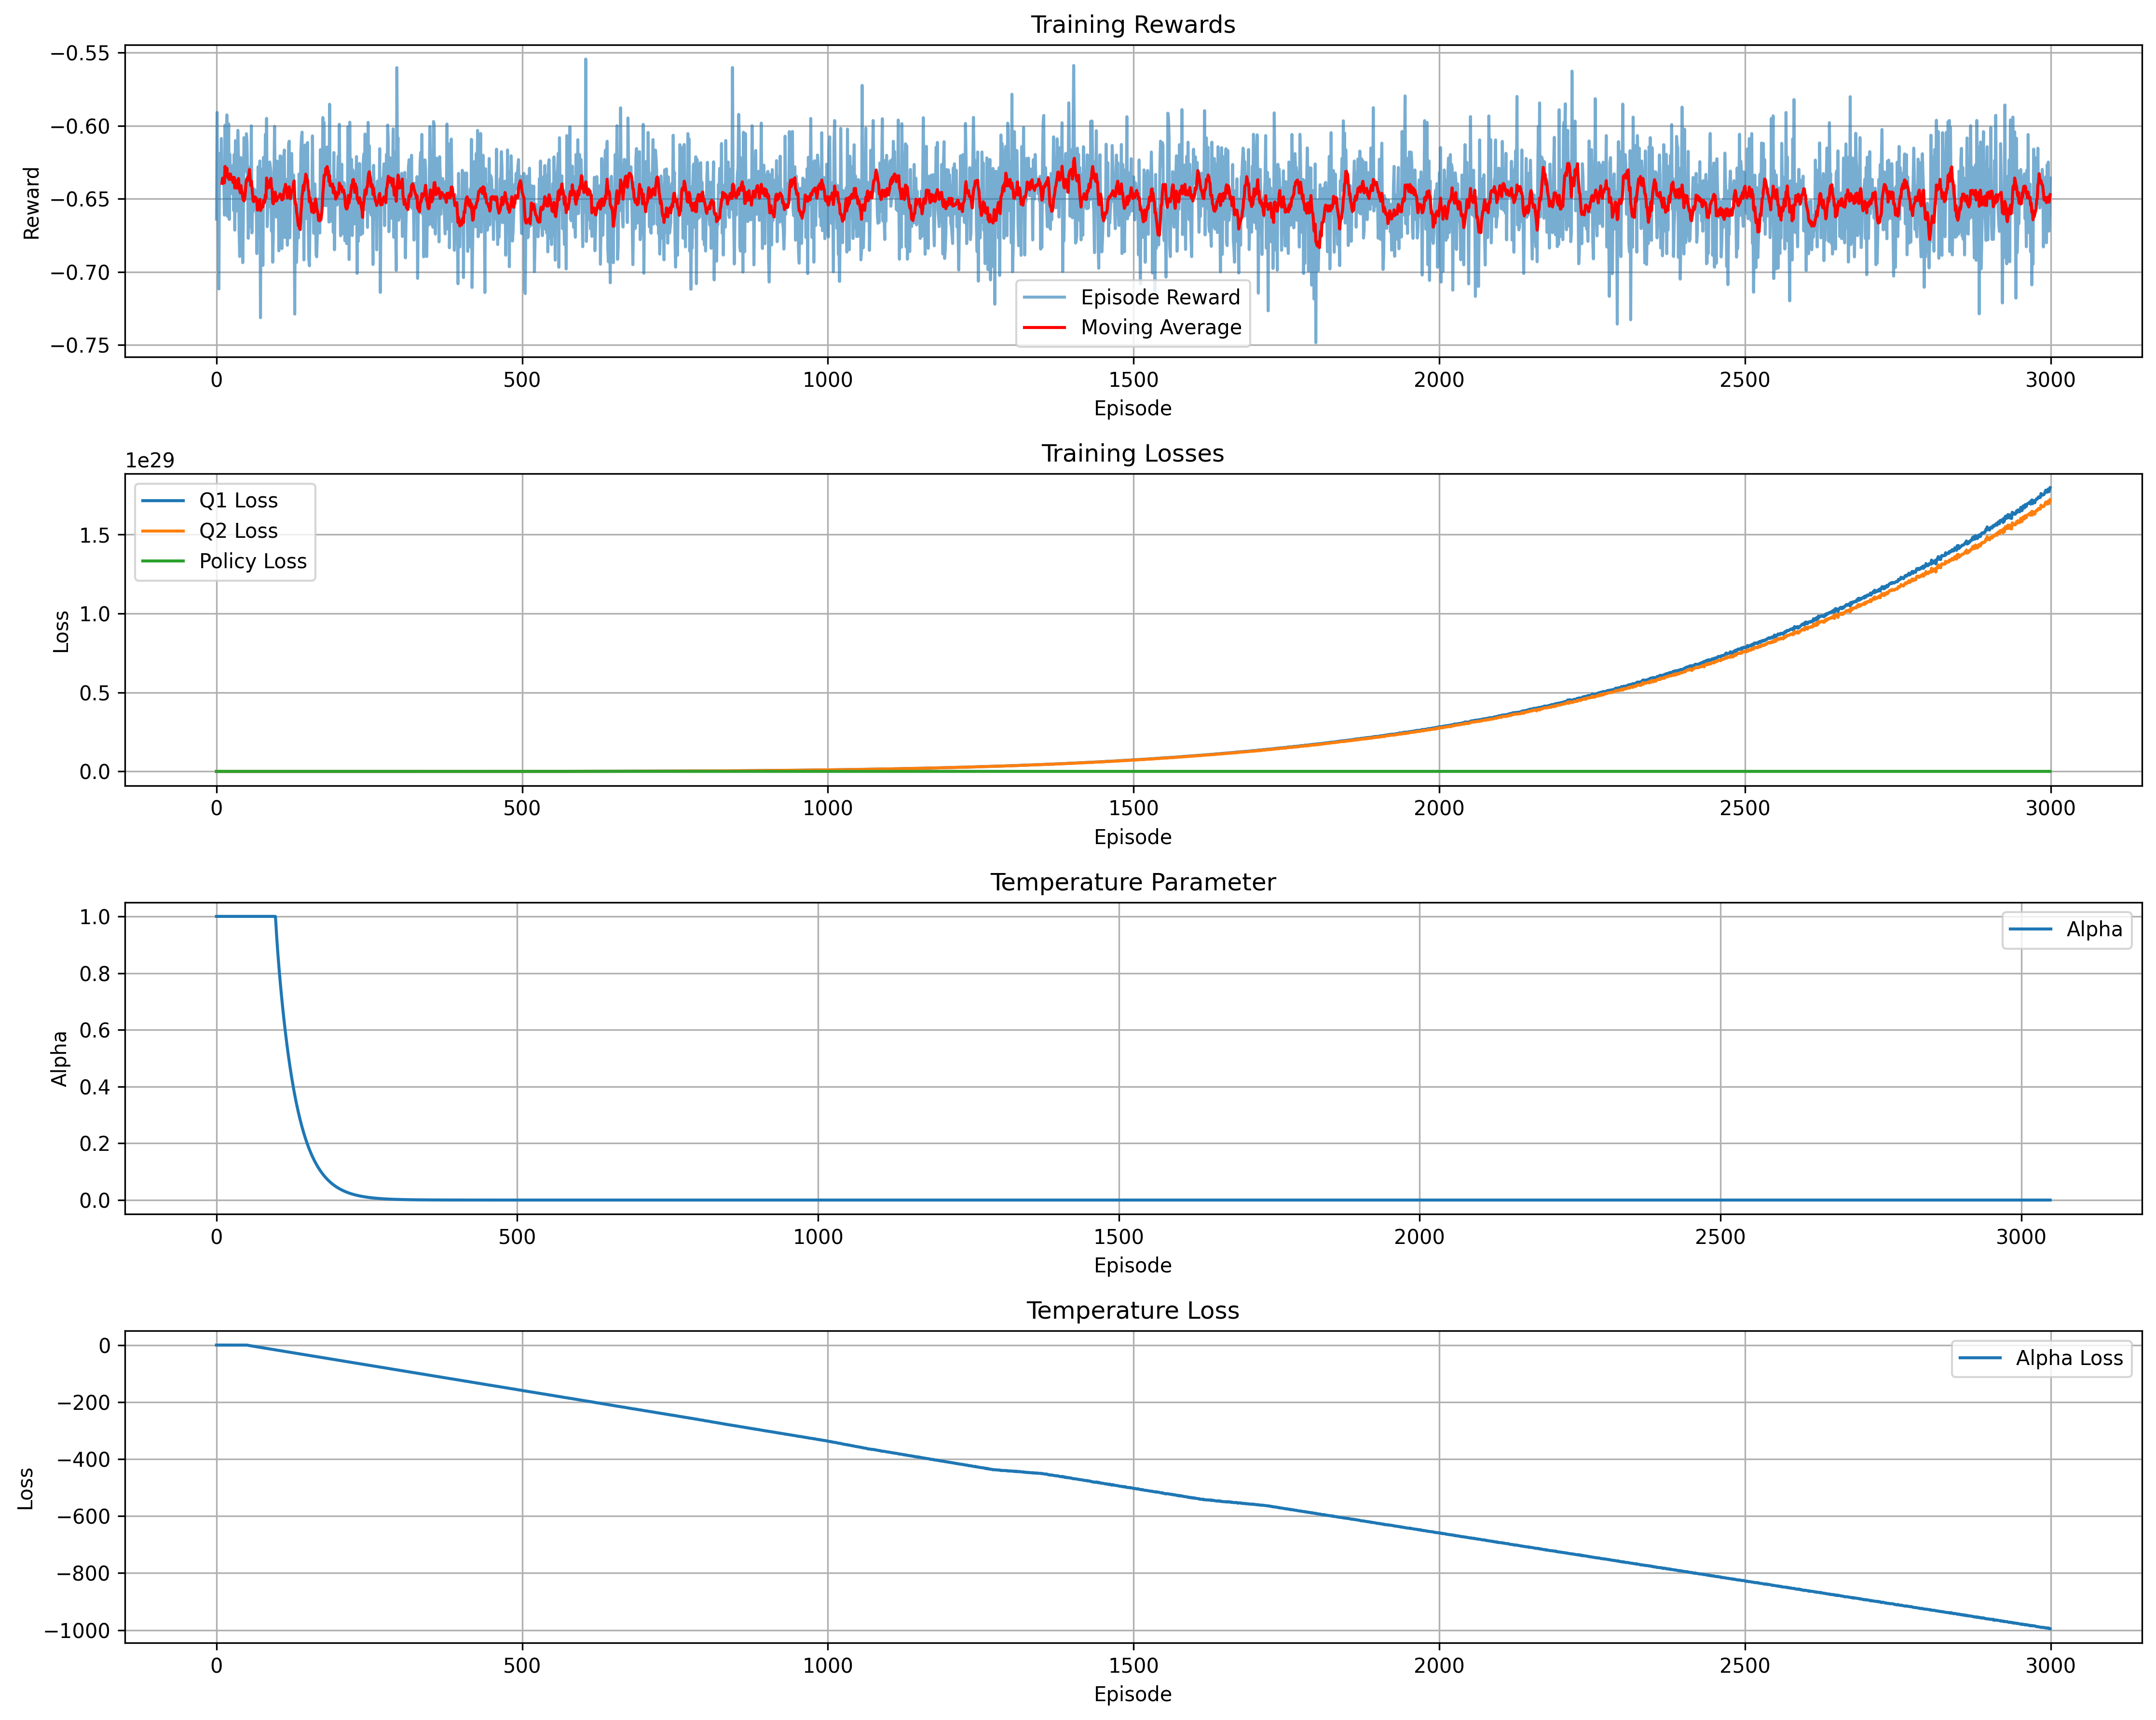 Training Rewards
Reward
−0.55
−0.60
−0.65
−0.70
−0.75
Episode Reward
Moving Average
0 500 1000 1500 2000 2500 3000
Episode
Training Losses
1e29
Loss
1.5
1.0
0.5
0.0
Q1 Loss
Q2 Loss
Policy Loss
0 500 1000 1500 2000 2500 3000
Episode
Temperature Parameter
Alpha
1.0
0.8
0.6
0.4
0.2
0.0
Alpha
0 500 1000 1500 2000 2500 3000
Episode
Temperature Loss
Loss
0
−200
−400
−600
−800
−1000
Alpha Loss
0 500 1000 1500 2000 2500 3000
Episode